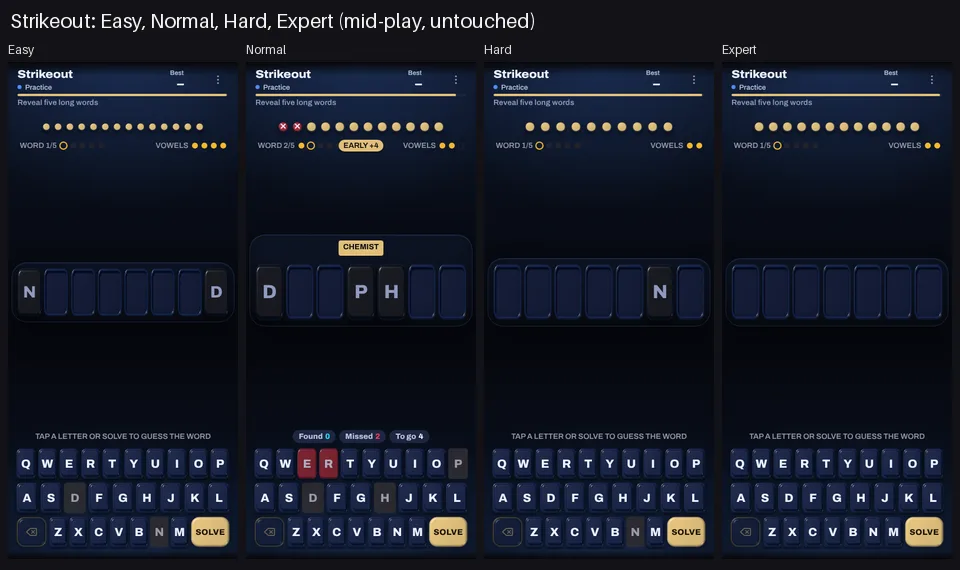 Strikeout: Easy, Normal, Hard, Expert (mid-play, untouched)
Easy
Strikeout
Best
Practice
–
Reveal five long words
WORD 1/5
VOWELS
N D
TAP A LETTER OR SOLVE TO GUESS THE WORD
Q W E R T Y U I O P
A S D F G H J K L
Z X C V B N M SOLVE
Normal
Strikeout
Best
Practice
–
Reveal five long words
WORD 2/5
EARLY +4
VOWELS
CHEMIST
D P H
Found 0 Missed 2 To go 4
Q W E R T Y U I O P
A S D F G H J K L
Z X C V B N M SOLVE
Hard
Strikeout
Best
Practice
–
Reveal five long words
WORD 1/5
VOWELS
N
TAP A LETTER OR SOLVE TO GUESS THE WORD
Q W E R T Y U I O P
A S D F G H J K L
Z X C V B N M SOLVE
Expert
Strikeout
Best
Practice
–
Reveal five long words
WORD 1/5
VOWELS
TAP A LETTER OR SOLVE TO GUESS THE WORD
Q W E R T Y U I O P
A S D F G H J K L
Z X C V B N M SOLVE